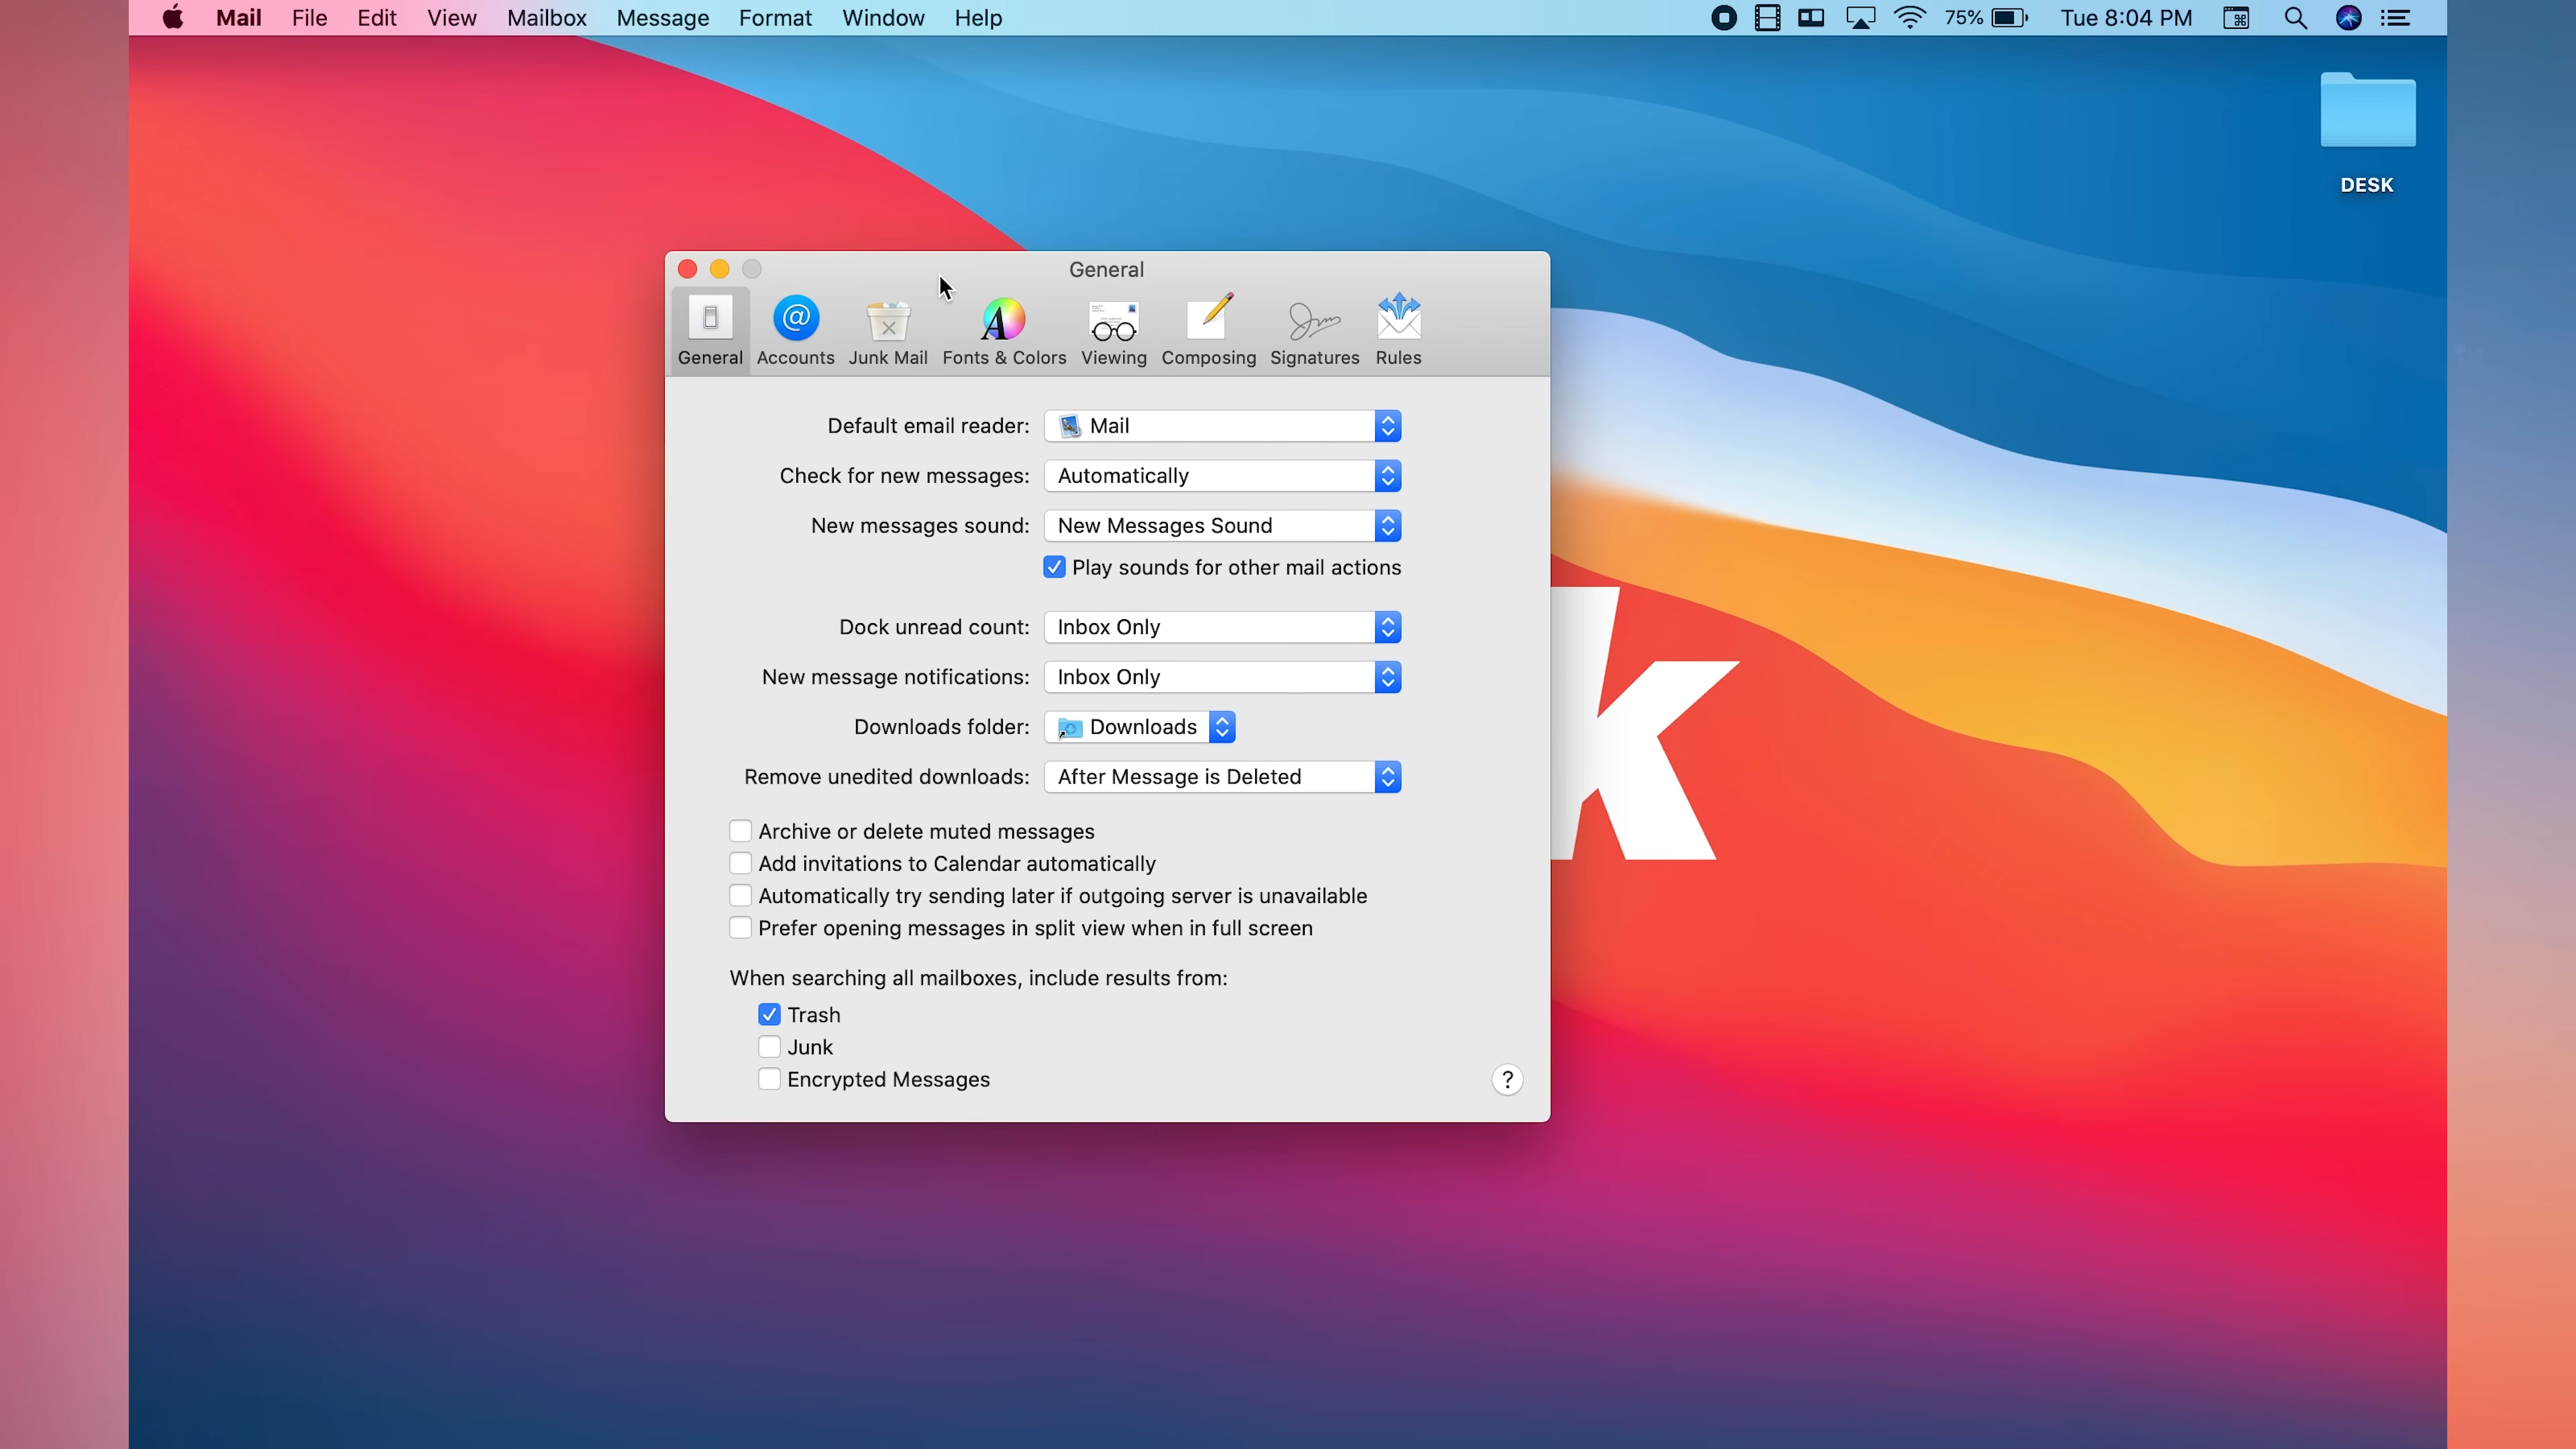 Mail File Edit View Mailbox Message Format Window Help 75% Tue 8:04 PM
DESK
General
General Accounts Junk Mail Fonts & Colors Viewing Composing Signatures Rules
Default email reader: Mail
Check for new messages: Automatically
New messages sound: New Messages Sound
Play sounds for other mail actions
Dock unread count: Inbox Only
New message notifications: Inbox Only
Downloads folder: Downloads
Remove unedited downloads: After Message is Deleted
Archive or delete muted messages
Add invitations to Calendar automatically
Automatically try sending later if outgoing server is unavailable
Prefer opening messages in split view when in full screen
When searching all mailboxes, include results from:
Trash
Junk
Encrypted Messages
?
k